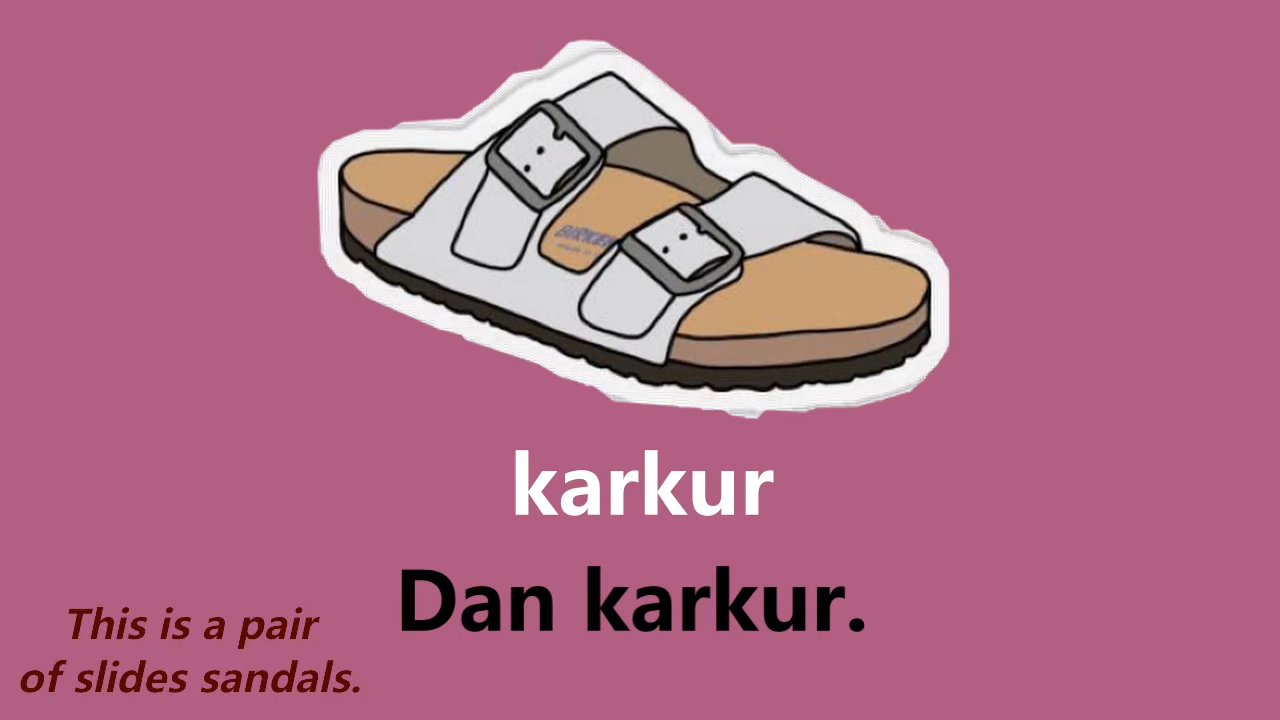 karkur
Dan karkur.
This is a pair
of slides sandals.